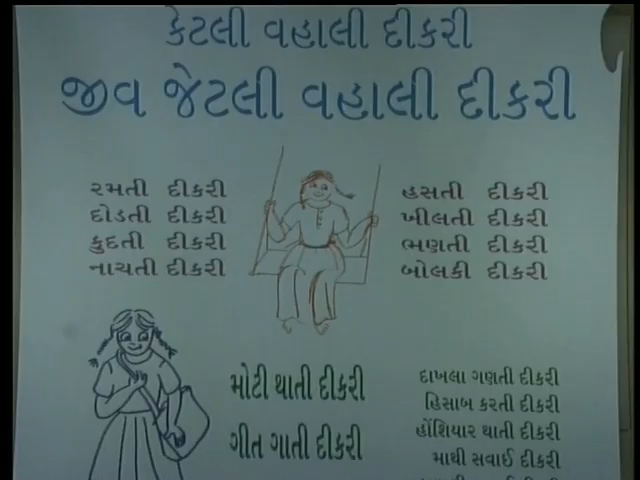 કેટલી વહાલી દીકરી
જીવ જેટલી વહાલી દીકરી
રમતી દીકરી
દોડતી દીકરી
કુદતી દીકરી
નાચતી દીકરી
હસતી દીકરી
ખીલતી દીકરી
ભણતી દીકરી
બોલકી દીકરી
મોટી થાતી દીકરી
ગીત ગાતી દીકરી
દાખલા ગણતી દીકરી
હિસાબ કરતી દીકરી
હોંશિયાર થાતી દીકરી
માથી સવાઈ દીકરી